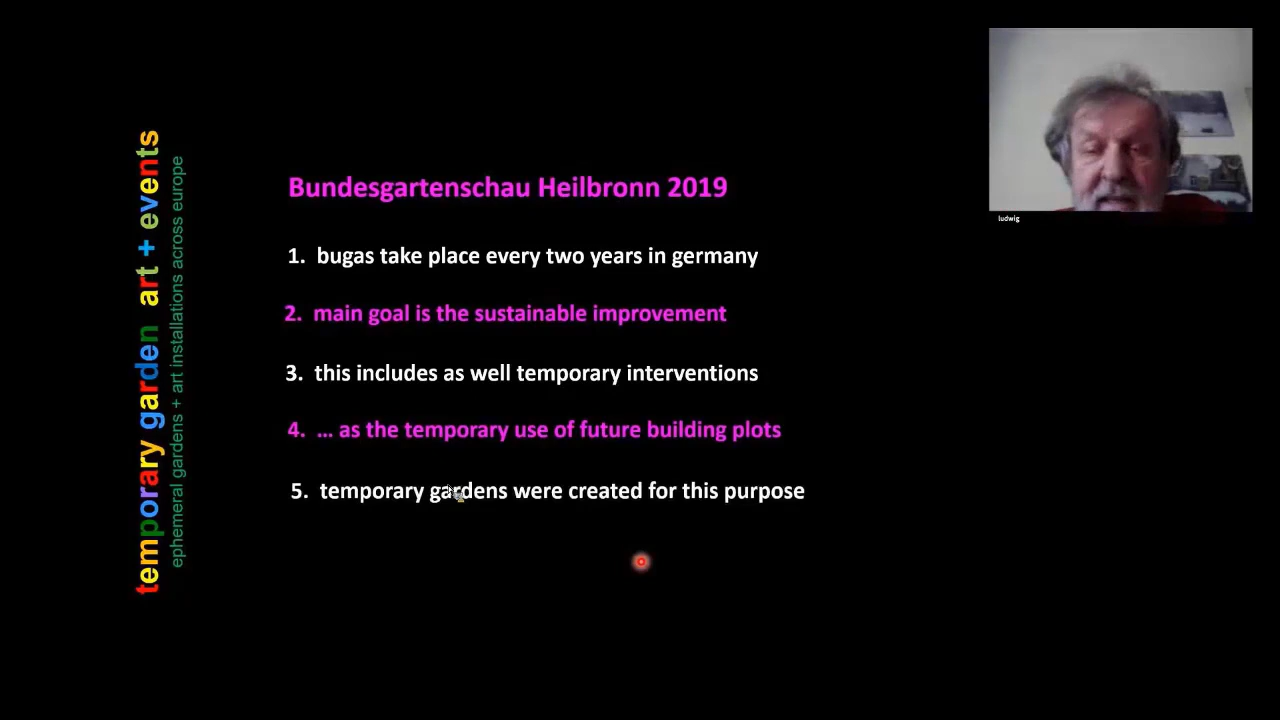 temporary garden art + events
ephemeral gardens + art installations across europe
Bundesgartenschau Heilbronn 2019
1. bugas take place every two years in germany
2. main goal is the sustainable improvement
3. this includes as well temporary interventions
4. ... as the temporary use of future building plots
5. temporary gardens were created for this purpose
ludwig